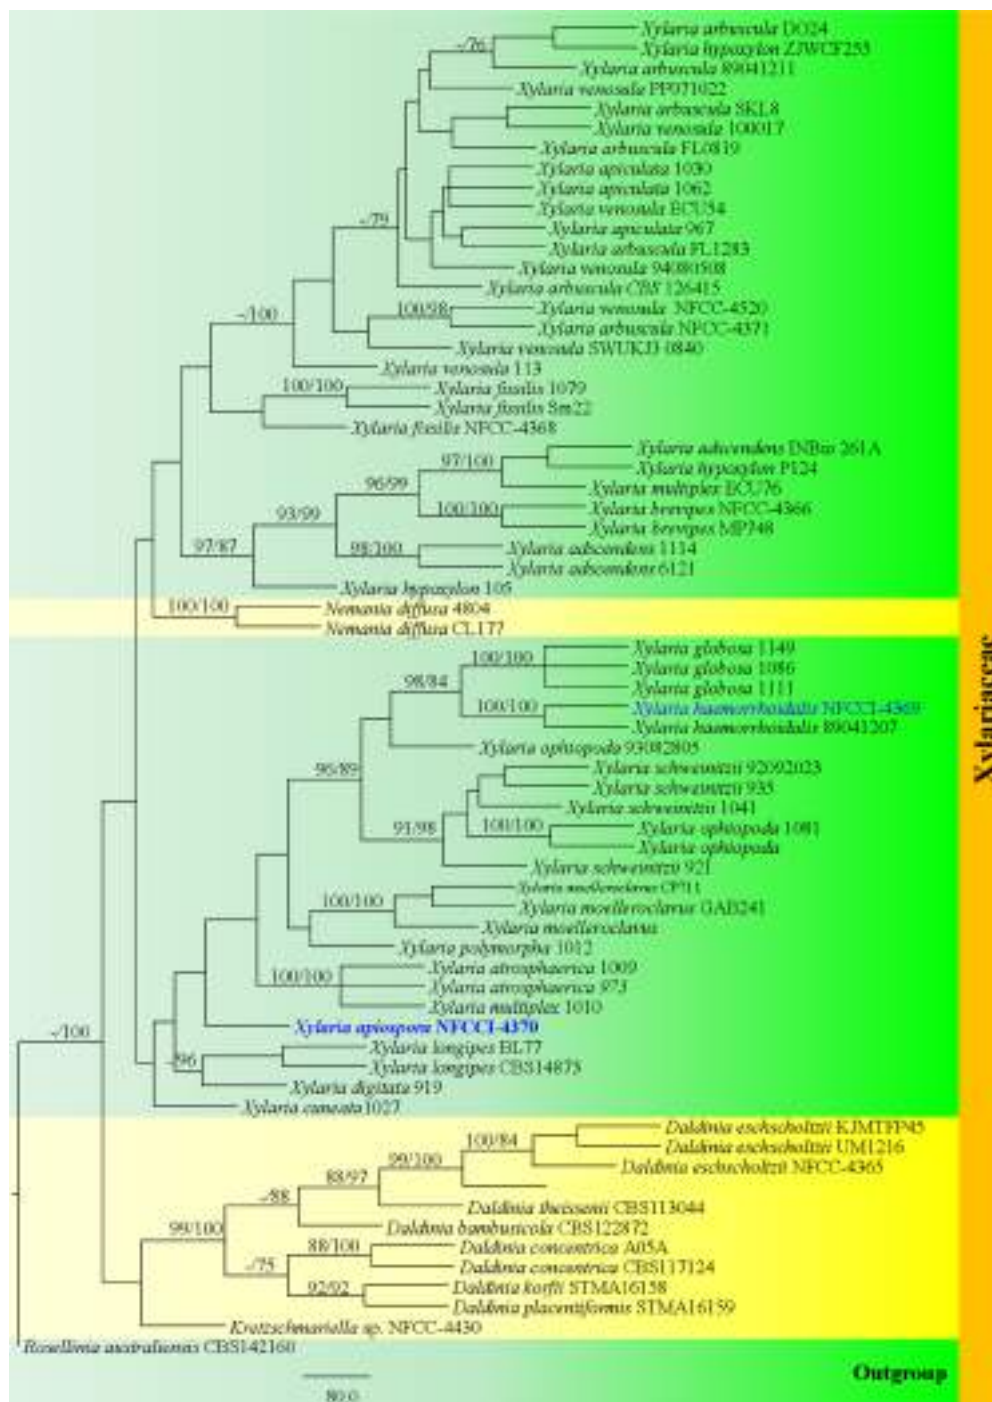 Xylaria arbuscula DO24
Xylaria hypoxylon ZJWCF255
-/76
Xylaria arbuscula 89041211
Xylaria venosula PF071022
Xylaria arbuscula SKL8
Xylaria venosula 100017
Xylaria arbuscula FL0819
Xylaria apiculata 1030
Xylaria apiculata 1062
Xylaria venosula ECU54
-/75
Xylaria apiculata 967
Xylaria arbuscula FL1283
Xylaria venosula 94080508
Xylaria arbuscula CBS 126415
-/100
100/98
Xylaria venosula NFCC-4520
Xylaria arbuscula NFCC-4371
Xylaria venosula SWUKJ3 0840
Xylaria venosula 113
100/100
Xylaria fissilis 1079
Xylaria fissilis Sm22
Xylaria fissilis NFCC-4368
Xylaria adscendens INBio 261A
97/100
Xylaria hypoxylon P124
96/99
Xylaria multiplex ECU76
100/100
Xylaria brevipes NFCC-4366
93/99
Xylaria brevipes MP748
97/87
98/100
Xylaria adscendens 1114
Xylaria adscendens 6121
Xylaria hypoxylon 105
100/100
Nemania diffusa 4804
Nemania diffusa CL177
Xylariaceae
Xylaria globosa 1149
100/100
Xylaria globosa 1086
98/84
Xylaria globosa 1111
100/100
Xylaria haemorrhoidalis NFCCI-4369
Xylaria haemorrhoidalis 89041207
Xylaria ophiopoda 93082805
96/89
Xylaria schweinitzii 92092023
Xylaria schweinitzii 935
Xylaria schweinitzii 1041
91/98
100/100
Xylaria ophiopoda 1081
Xylaria ophiopoda
Xylaria schweinitzii 921
Xylaria moelleroclavus CP711
100/100
Xylaria moelleroclavus GAB241
Xylaria moelleroclavus
Xylaria polymorpha 1012
100/100
Xylaria atrosphaerica 1009
Xylaria atrosphaerica 973
Xylaria multiplex 1010
-/100
Xylaria apiospora NFCCI-4370
Xylaria longipes BL77
-96
Xylaria longipes CBS14873
Xylaria digitata 919
Xylaria cuneata1027
Daldinia eschscholtzii KJMTFP45
100/84
Daldinia eschscholtzii UM1216
99/100
Daldinia eschscholtzii NFCC-4365
88/97
-/88
Daldinia theissenii CBS113044
99/100
Daldinia bambusicola CBS122872
88/100
Daldinia concentrica A05A
-/75
Daldinia concentrica CBS117124
92/92
Daldinia korfii STMA16158
Daldinia placentiformis STMA16159
Kretzschmariella sp. NFCC-4430
Rosellinia australiensis CBS142160
Outgroup
80.0